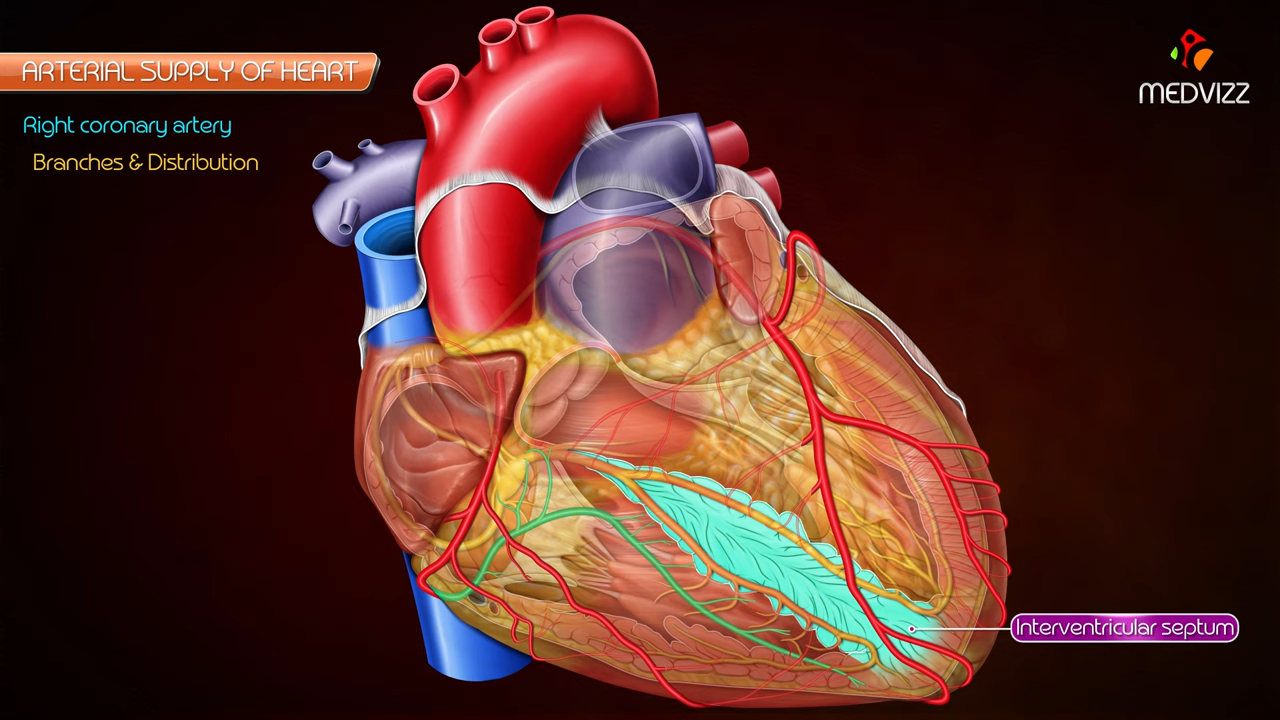 ARTERIAL SUPPLY OF HEART
Right coronary artery
Branches & Distribution
MEDVIZZ
Interventricular septum